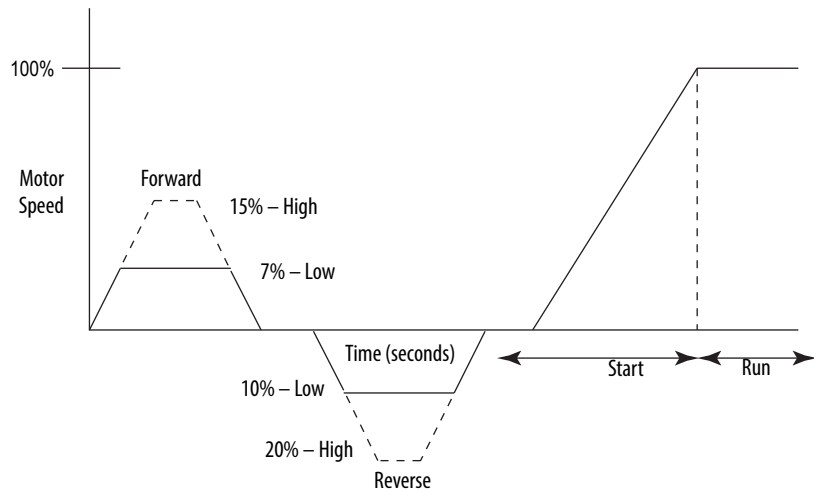 100%
Motor
Speed
Forward
15% – High
7% – Low
Time (seconds)
Start
Run
10% – Low
20% – High
Reverse